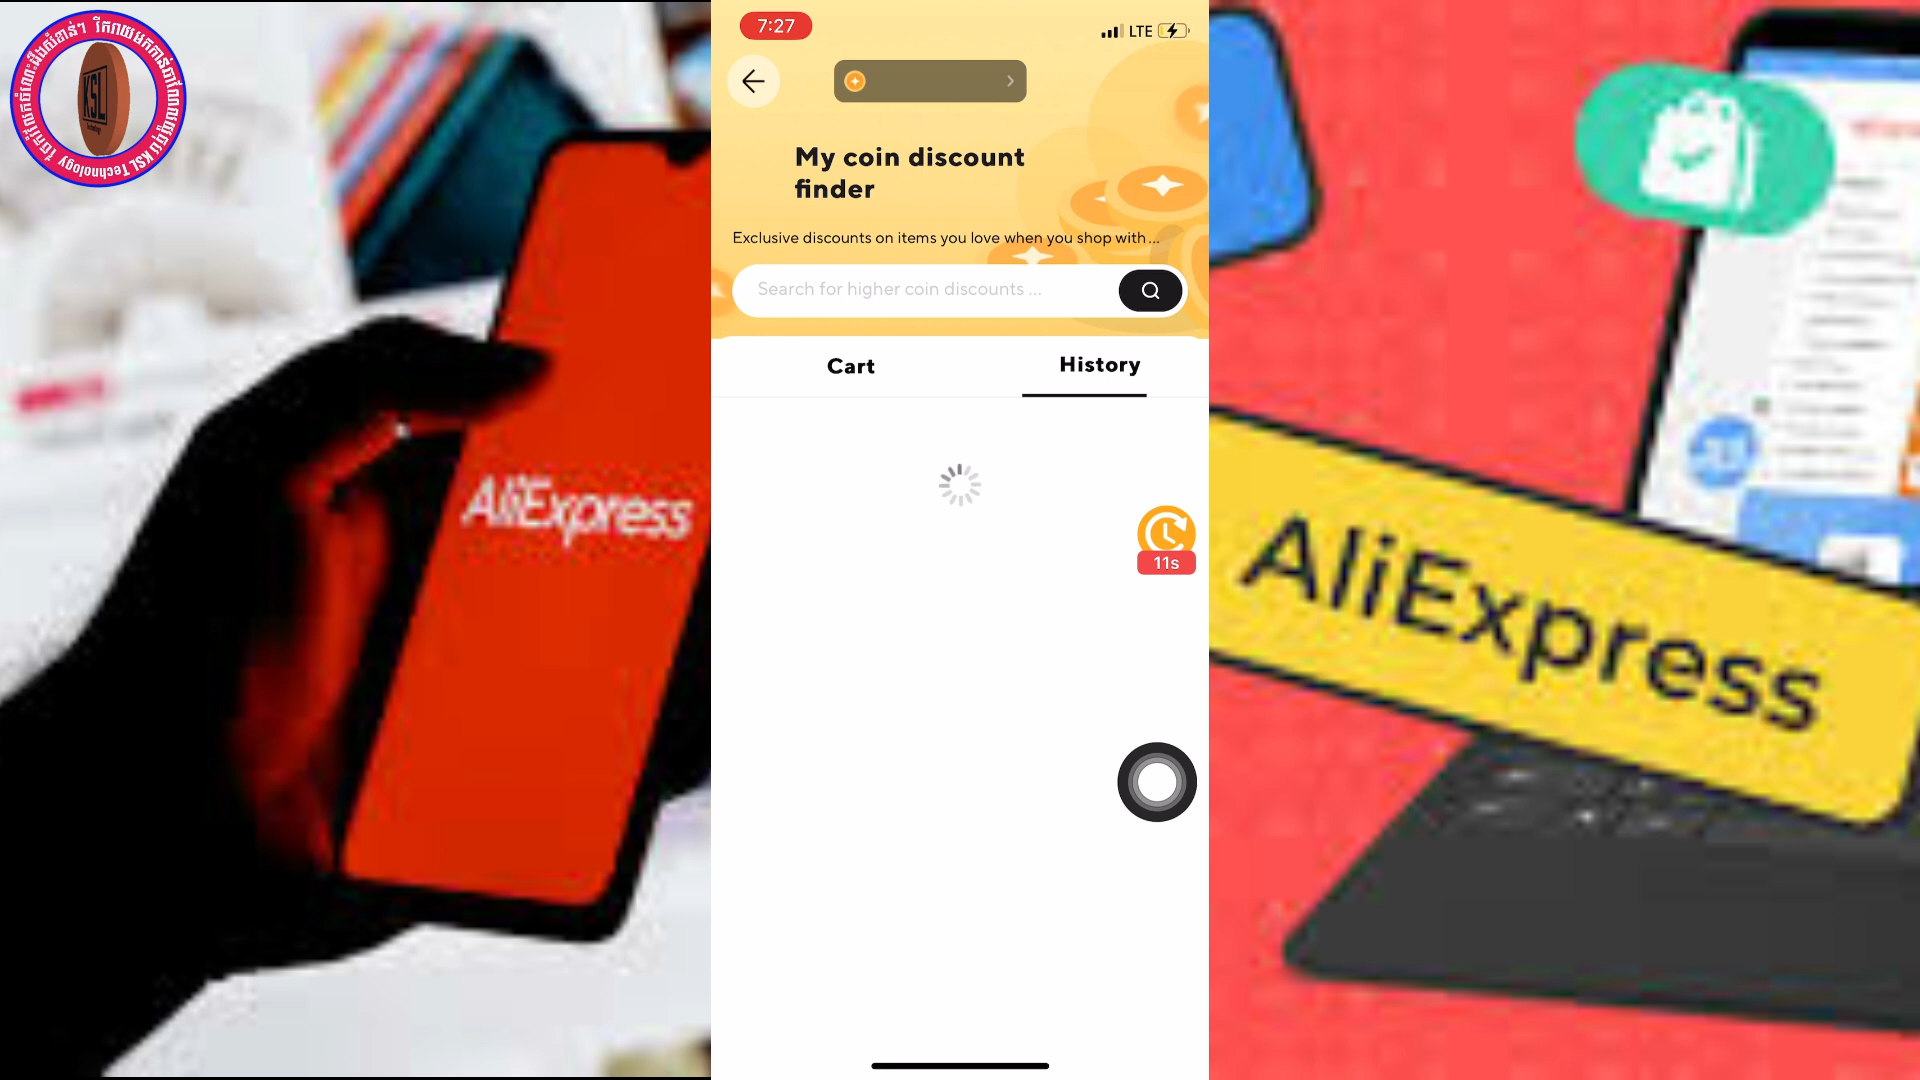 KSL
Technology
KSL Technology
AliExpress
7:27
LTE
My coin discount
finder
Exclusive discounts on items you love when you shop with ...
Search for higher coin discounts ...
Cart
History
11s
AliExpress